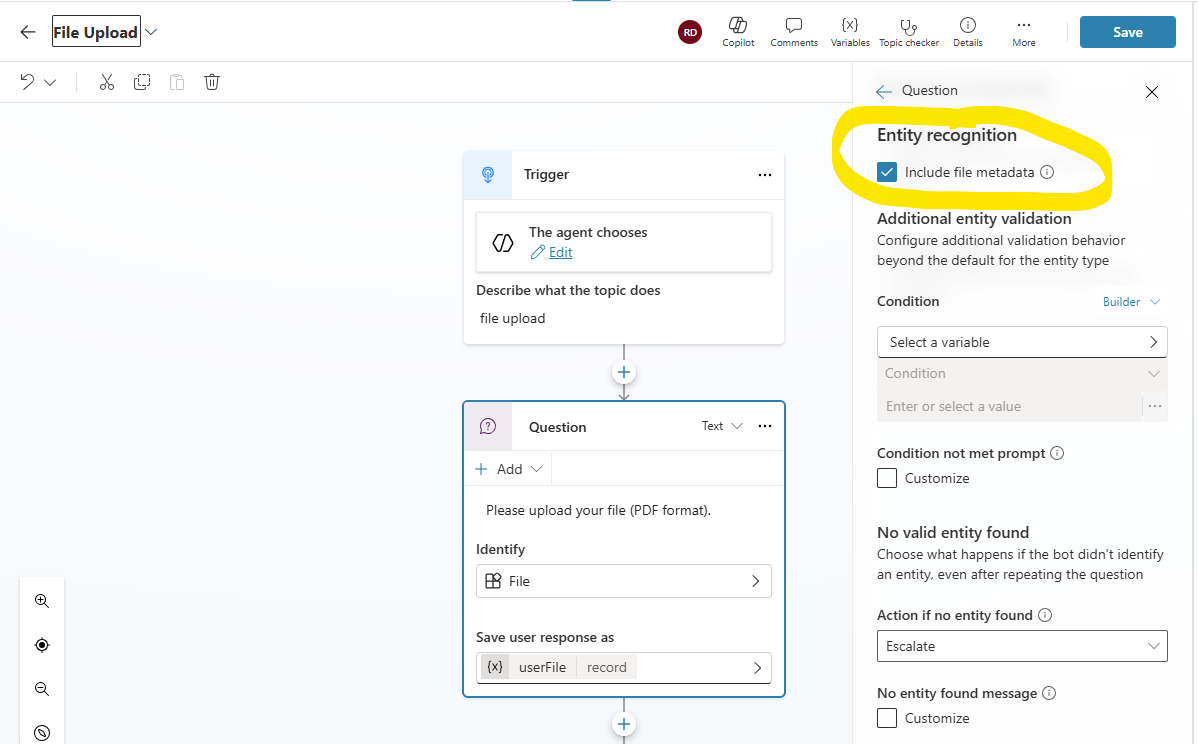 File Upload
RD
Copilot
Comments
{x}
Variables
Topic checker
Details
More
Save
Question
Entity recognition
Include file metadata
Additional entity validation
Configure additional validation behavior
beyond the default for the entity type
Condition
Builder
Select a variable
Condition
Enter or select a value
Condition not met prompt
Customize
No valid entity found
Choose what happens if the bot didn't identify
an entity, even after repeating the question
Action if no entity found
Escalate
No entity found message
Customize
Trigger
The agent chooses
Edit
Describe what the topic does
file upload
Question
Text
Add
Please upload your file (PDF format).
Identify
File
Save user response as
{x} userFile record